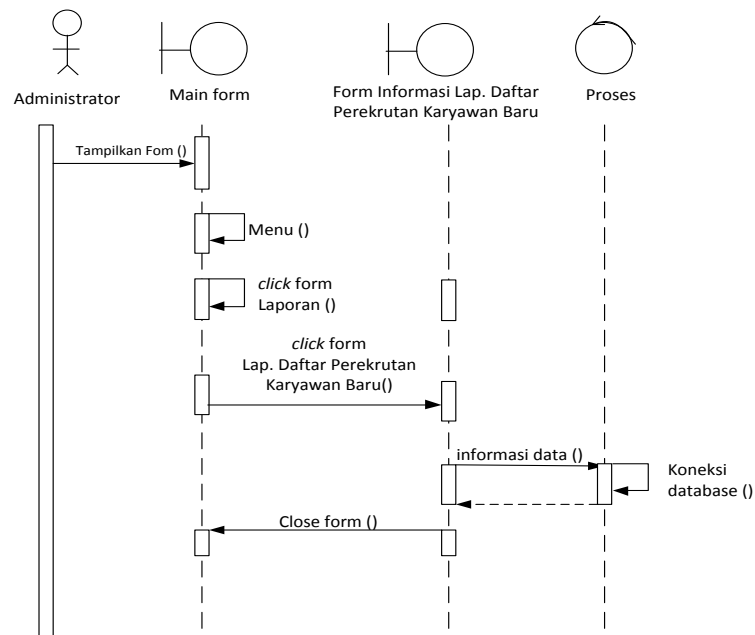 Administrator
Main form
Form Informasi Lap. Daftar
Perekrutan Karyawan Baru
Proses
Tampilkan Fom ()
Menu ()
click form
Laporan ()
click form
Lap. Daftar Perekrutan
Karyawan Baru()
informasi data ()
Koneksi
database ()
Close form ()